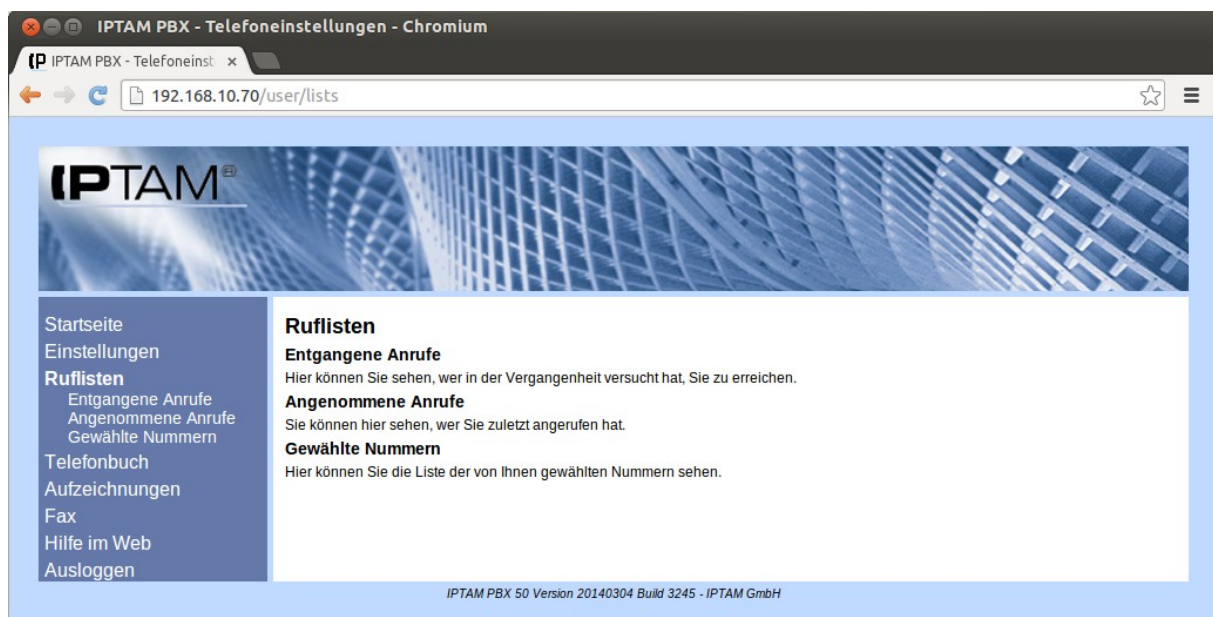 IPTAM PBX - Telefoneinstellungen - Chromium
IPTAM PBX - Telefoneinst
192.168.10.70/user/lists
IPTAM®
Startseite
Einstellungen
Ruflisten
Entgangene Anrufe
Angenommene Anrufe
Gewählte Nummern
Telefonbuch
Aufzeichnungen
Fax
Hilfe im Web
Ausloggen
Ruflisten
Entgangene Anrufe
Hier können Sie sehen, wer in der Vergangenheit versucht hat, Sie zu erreichen.
Angenommene Anrufe
Sie können hier sehen, wer Sie zuletzt angerufen hat.
Gewählte Nummern
Hier können Sie die Liste der von Ihnen gewählten Nummern sehen.
IPTAM PBX 50 Version 20140304 Build 3245 - IPTAM GmbH